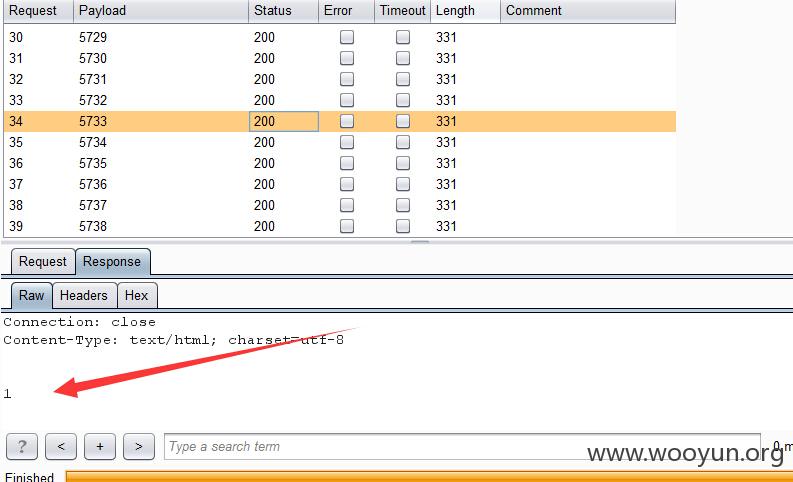 Request Payload Status Error Timeout Length Comment
30 5729 200 331
31 5730 200 331
32 5731 200 331
33 5732 200 331
34 5733 200 331
35 5734 200 331
36 5735 200 331
37 5736 200 331
38 5737 200 331
39 5738 200 331
Request Response
Raw Headers Hex
Connection: close
Content-Type: text/html; charset=utf-8
1
? < + > Type a search term 0 m
www.wooyun.org
Finished